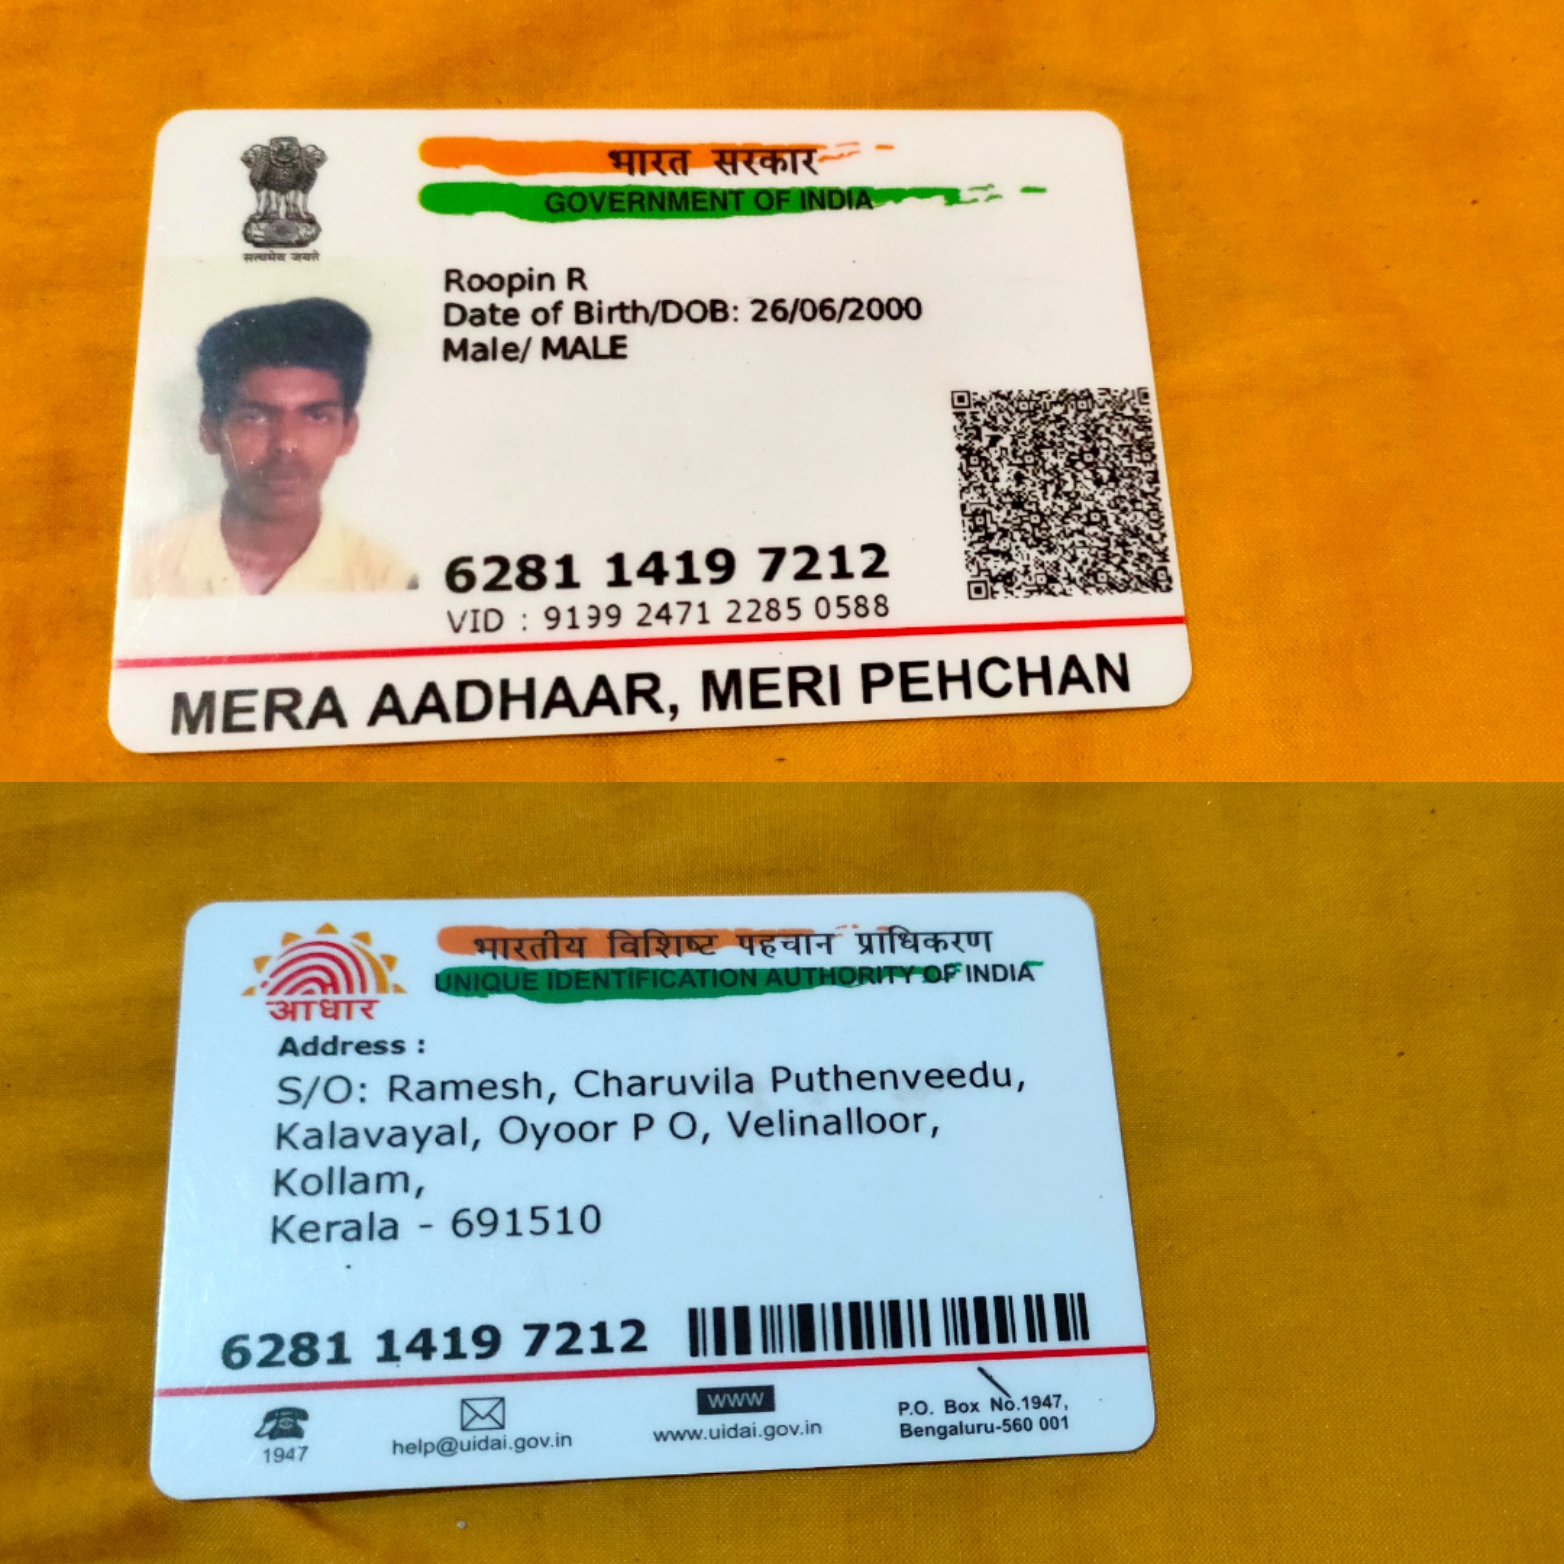 सत्यमेव जयते
भारत सरकार
GOVERNMENT OF INDIA
Roopin R
Date of Birth/DOB: 26/06/2000
Male/ MALE
6281 1419 7212
VID : 9199 2471 2285 0588
MERA AADHAAR, MERI PEHCHAN
आधार
भारतीय विशिष्ट पहचान प्राधिकरण
UNIQUE IDENTIFICATION AUTHORITY OF INDIA
Address :
S/O: Ramesh, Charuvila Puthenveedu,
Kalavayal, Oyoor P O, Velinalloor,
Kollam,
Kerala - 691510
6281 1419 7212
1947
help@uidai.gov.in
www
www.uidai.gov.in
P.O. Box No.1947,
Bengaluru-560 001